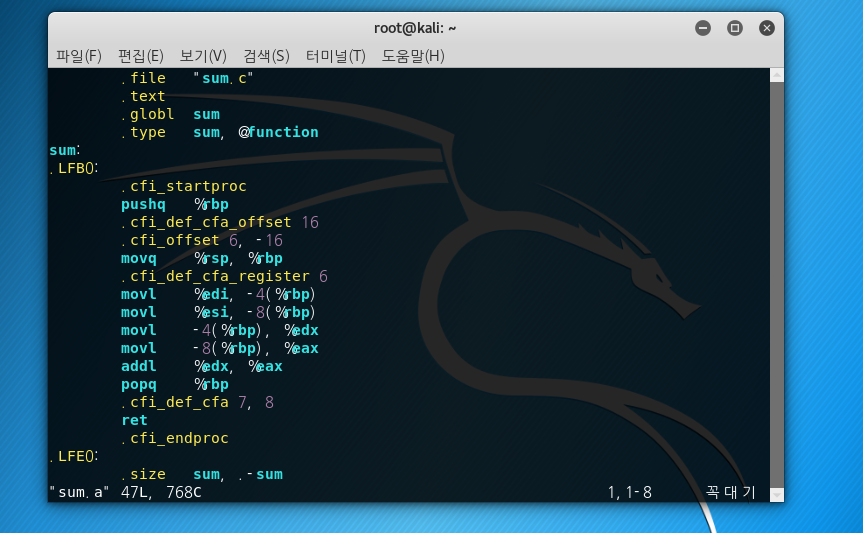 root@kali: ~
파일(F) 편집(E) 보기(V) 검색(S) 터미널(T) 도움말(H)
.file "sum.c"
.text
.globl sum
.type sum, @function
sum:
.LFB0:
.cfi_startproc
pushq %rbp
.cfi_def_cfa_offset 16
.cfi_offset 6, -16
movq %rsp, %rbp
.cfi_def_cfa_register 6
movl %edi, -4(%rbp)
movl %esi, -8(%rbp)
movl -4(%rbp), %edx
movl -8(%rbp), %eax
addl %edx, %eax
popq %rbp
.cfi_def_cfa 7, 8
ret
.cfi_endproc
.LFE0:
.size sum, .-sum
"sum.a" 47L, 768C 1,1-8 꼭대기